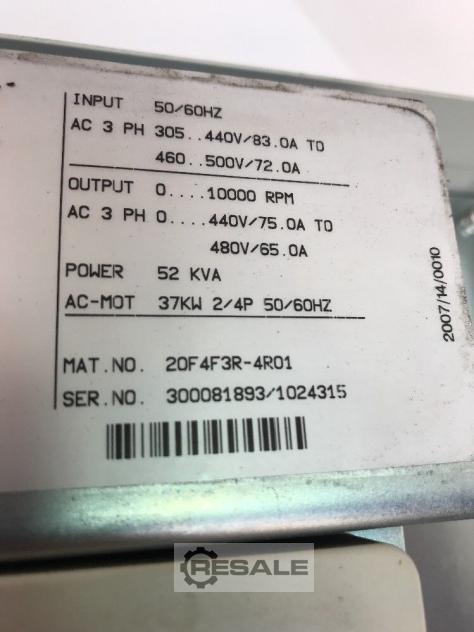 INPUT 50/60HZ
AC 3 PH 305..440V/83.0A TO
460..500V/72.0A
OUTPUT 0....10000 RPM
AC 3 PH 0....440V/75.0A TO
480V/65.0A
POWER 52 KVA
AC-MOT 37KW 2/4P 50/60HZ
MAT.NO. 20F4F3R-4R01
SER.NO. 300081893/1024315
2007/14/0010
RESALE